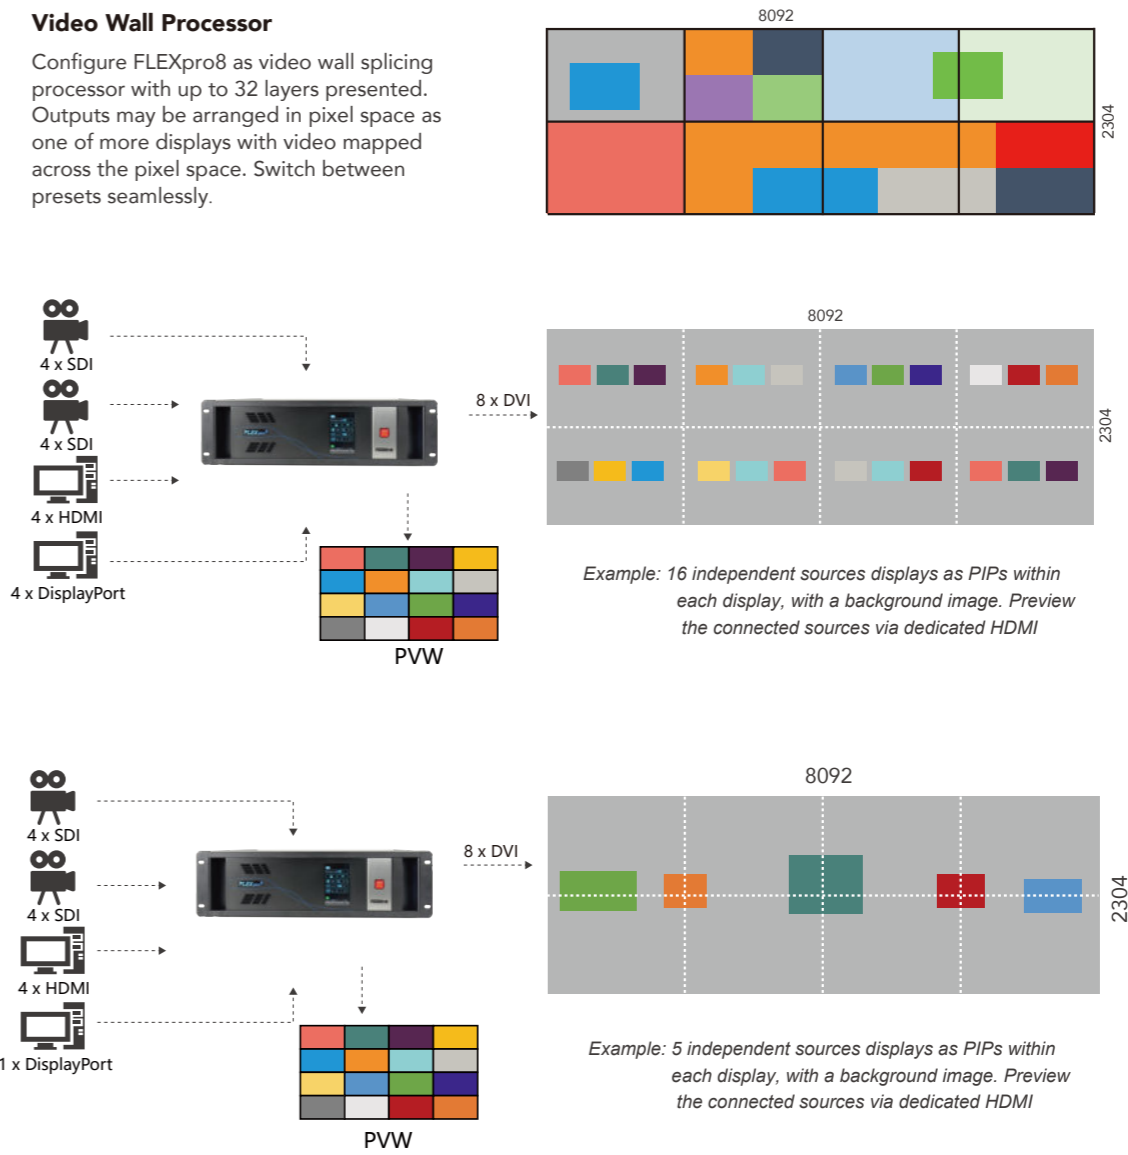 Video Wall Processor
Configure FLEXpro8 as video wall splicing
processor with up to 32 layers presented.
Outputs may be arranged in pixel space as
one of more displays with video mapped
across the pixel space. Switch between
presets seamlessly.
8092
2304
4 x SDI
4 x SDI
4 x HDMI
4 x DisplayPort
8 x DVI
PVW
8092
2304
Example: 16 independent sources displays as PIPs within
each display, with a background image. Preview
the connected sources via dedicated HDMI
4 x SDI
4 x SDI
4 x HDMI
1 x DisplayPort
8 x DVI
PVW
8092
2304
Example: 5 independent sources displays as PIPs within
each display, with a background image. Preview
the connected sources via dedicated HDMI